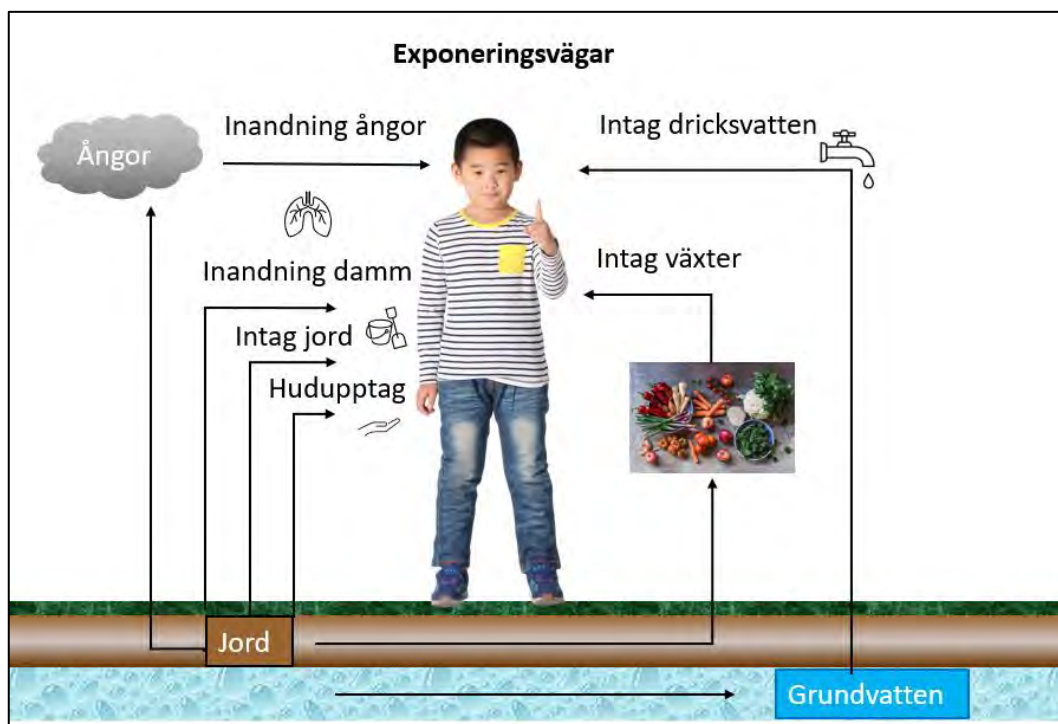 Exponeringsvägar
Ångor
Inandning ångor
Intag dricksvatten
Inandning damm
Intag växter
Intag jord
Hudupptag
Jord
Grundvatten